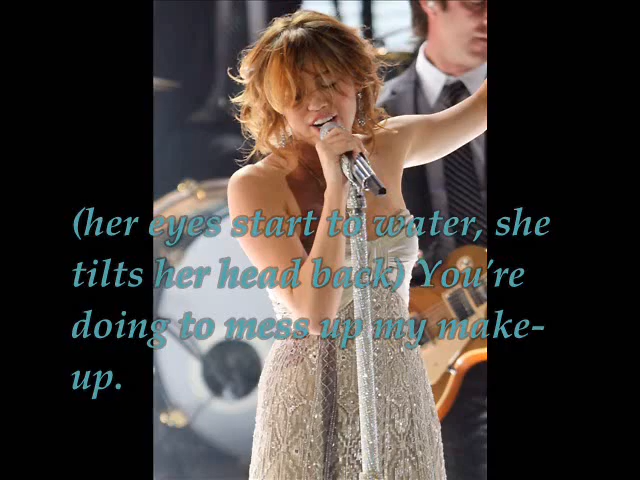 (her eyes start to water, she
tilts her head back) You're
doing to mess up my make-
up.